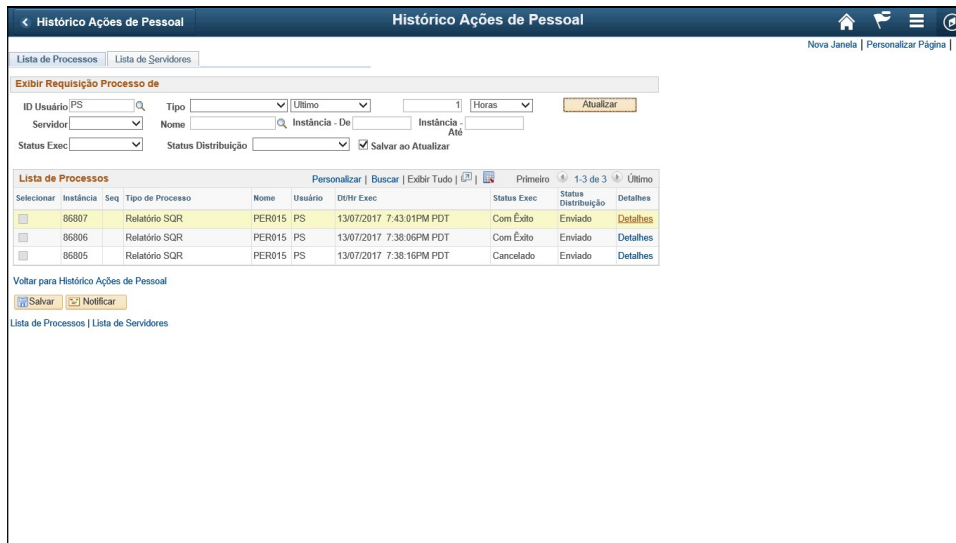 Histórico Ações de Pessoal Histórico Ações de Pessoal
Nova Janela | Personalizar Página |
Lista de Processos Lista de Servidores
Exibir Requisição Processo de
ID Usuário PS Tipo Ultimo 1 Horas Atualizar
Servidor Nome Instância - De Instância - Até
Status Exec Status Distribuição Salvar ao Atualizar
Lista de Processos Personalizar | Buscar | Exibir Tudo | Primeiro 1-3 de 3 Último
Selecionar Instância Seq Tipo de Processo Nome Usuário Dt/Hr Exec Status Exec Status Distribuição Detalhes
86807 Relatório SQR PER015 PS 13/07/2017 7:43:01PM PDT Com Êxito Enviado Detalhes
86806 Relatório SQR PER015 PS 13/07/2017 7:38:06PM PDT Com Êxito Enviado Detalhes
86805 Relatório SQR PER015 PS 13/07/2017 7:38:16PM PDT Cancelado Enviado Detalhes
Voltar para Histórico Ações de Pessoal
Salvar Notificar
Lista de Processos | Lista de Servidores